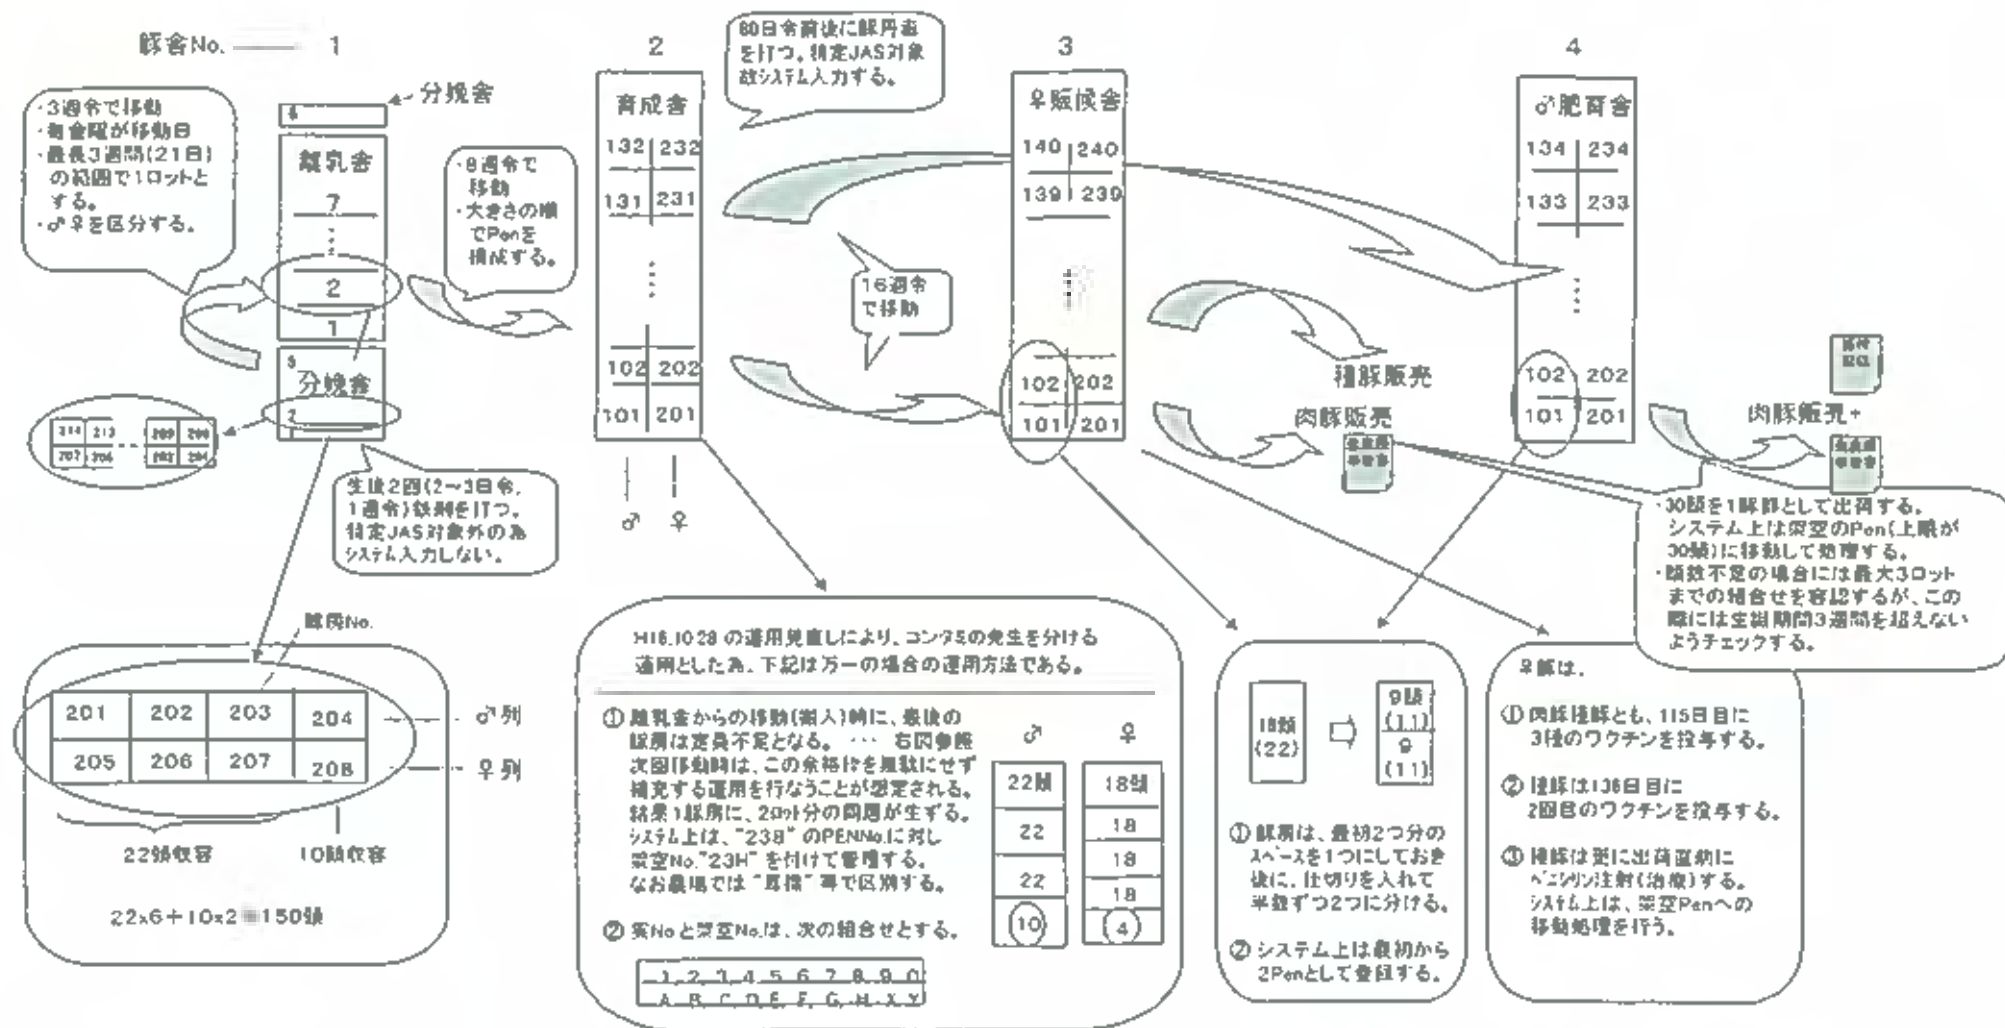 豚舎No.
1
2
3
4
・3週令で移動
・毎金曜が移動日
・最長3週間(21日)
の範囲で1ロットと
する。
・♂♀を区分する。
分娩舎
離乳舎
7
2
1
分娩舎
・8週令で
移動
・大きさの順
でPenを
構成する。
育成舎
132 232
131 231
102 202
101 201
♂ ♀
60日令前後に豚丹毒
を打つ。特定JAS対象
故システム入力する。
16週令
で移動
♀販候舎
140 240
139 239
102 202
101 201
種豚販売
肉豚販売
♂肥育舎
134 234
133 233
102 202
101 201
肉豚販売+
生後2回(2~3日令,
1週令)鉄剤を打つ。
特定JAS対象外の為
システム入力しない。
・30頭を1豚群として出荷する。
システム上は架空のPen(上限が
30頭)に移動して処理する。
・頭数不足の場合には最大3ロット
までの組合せを容認するが、この
際には生誕期間3週間を超えない
ようチェックする。
豚房No.
201 202 203 204
♂列
205 206 207 208
♀列
22頭収容
10頭収容
22x6+10x2=150頭
H16.10.28 の運用見直しにより、コンタミの発生を分ける
運用とした為、下記は万一の場合の運用方法である。
① 離乳舎からの移動(搬入)時に、最後の
豚房は定員不足となる。 … 右図参照
次回移動時は、この余裕枠を無駄にせず
補充する運用を行なうことが想定される。
結果1豚房に、2ロット分の問題が生ずる。
システム上は、"238" のPENNo.に対し
架空No."23H" を付けて管理する。
なお農場では "耳標" 等で区別する。
② 実Noと架空No.は、次の組合せとする。
1, 2, 3, 4, 5, 6, 7, 8, 9, 0
A, B, C, D, E, F, G, H, X, Y
♂ ♀
22頭 18頭
22 18
22 18
18
10 4
18頭
(22)
9頭
(11)
9
(11)
① 豚房は、最初2つ分の
スペースを1つにしておき
後に、仕切りを入れて
半数ずつ2つに分ける。
② システム上は最初から
2Penとして登録する。
♀豚は、
① 肉豚種豚とも、115日目に
3種のワクチンを投与する。
② 種豚は136日目に
2回目のワクチンを投与する。
③ 種豚は更に出荷直前に
ペニシリン注射(治療)する。
システム上は、架空Penへの
移動処理を行う。